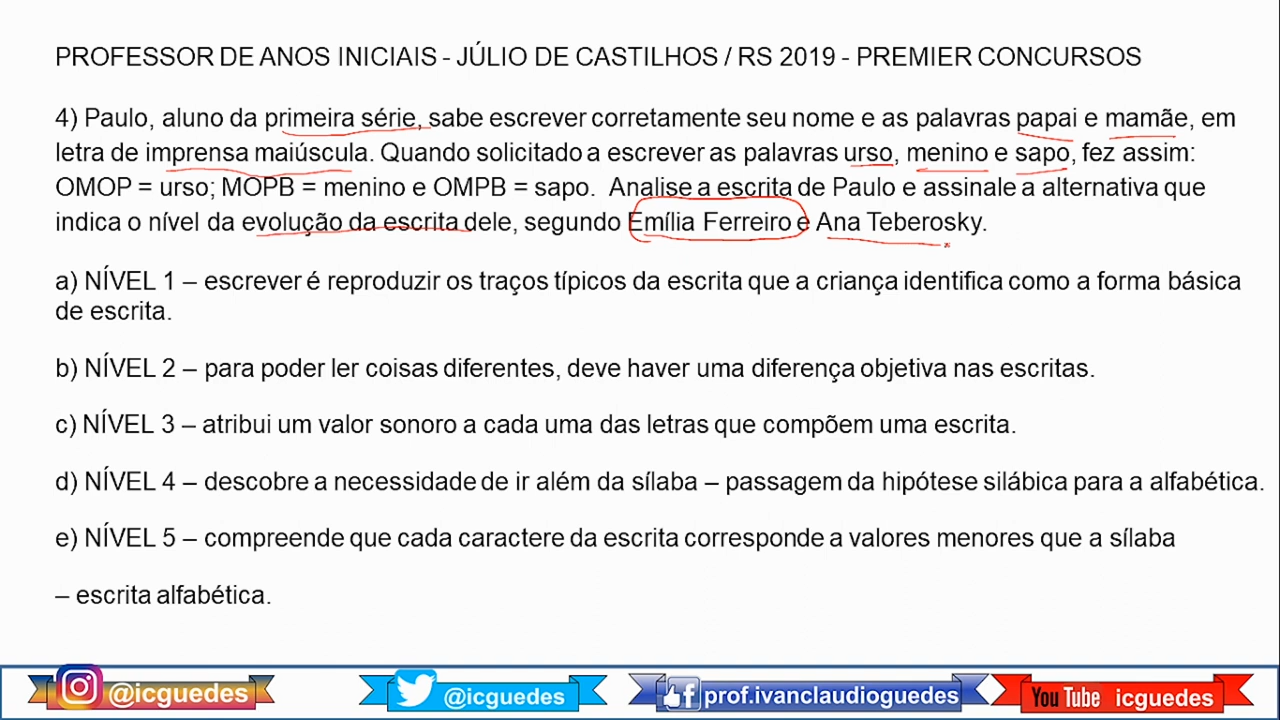 PROFESSOR DE ANOS INICIAIS - JÚLIO DE CASTILHOS / RS 2019 - PREMIER CONCURSOS
4) Paulo, aluno da primeira série, sabe escrever corretamente seu nome e as palavras papai e mamãe, em
letra de imprensa maiúscula. Quando solicitado a escrever as palavras urso, menino e sapo, fez assim:
OMOP = urso; MOPB = menino e OMPB = sapo. Analise a escrita de Paulo e assinale a alternativa que
indica o nível da evolução da escrita dele, segundo Emília Ferreiro e Ana Teberosky.
a) NÍVEL 1 – escrever é reproduzir os traços típicos da escrita que a criança identifica como a forma básica
de escrita.
b) NÍVEL 2 – para poder ler coisas diferentes, deve haver uma diferença objetiva nas escritas.
c) NÍVEL 3 – atribui um valor sonoro a cada uma das letras que compõem uma escrita.
d) NÍVEL 4 – descobre a necessidade de ir além da sílaba – passagem da hipótese silábica para a alfabética.
e) NÍVEL 5 – compreende que cada caractere da escrita corresponde a valores menores que a sílaba
– escrita alfabética.
@icguedes @icguedes prof.ivanclaudioguedes You Tube icguedes